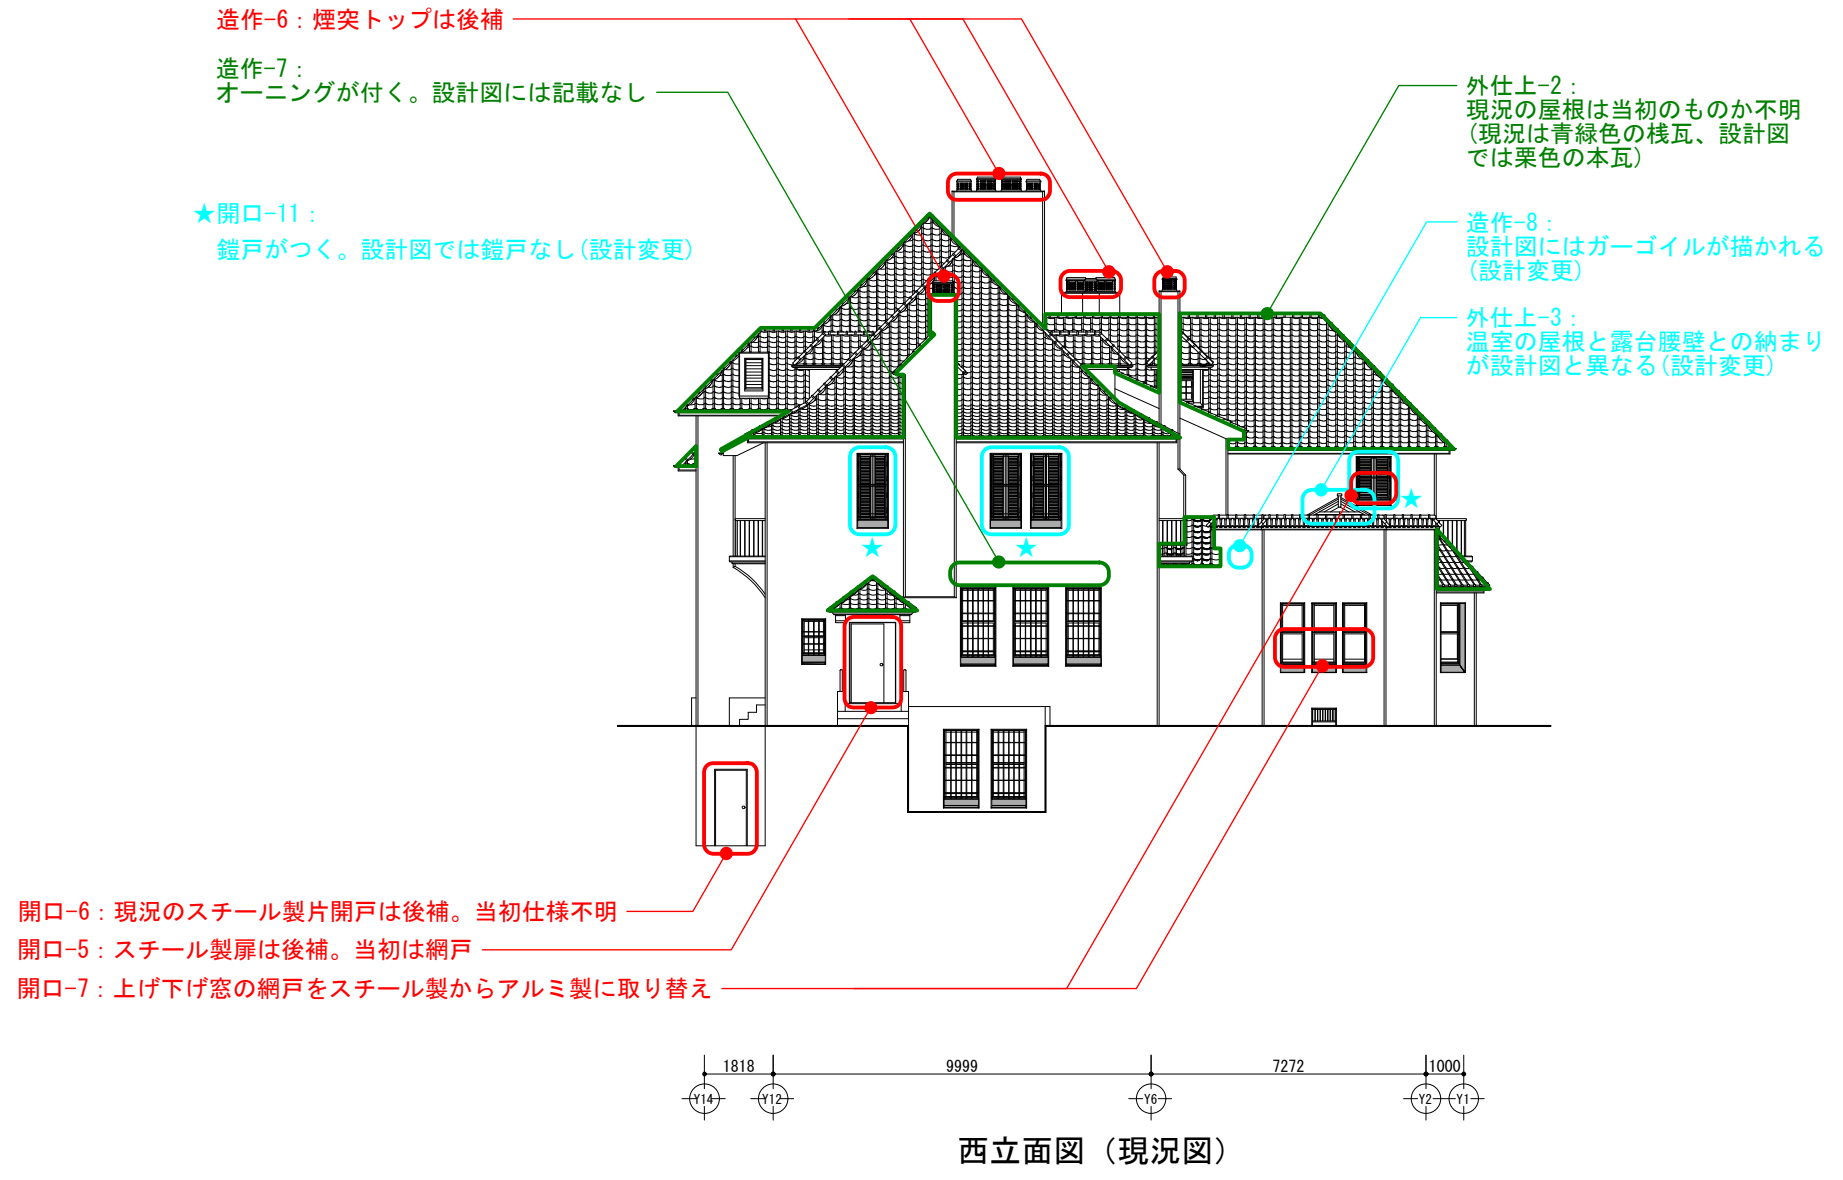 造作-6：煙突トップは後補
造作-7：
オーニングが付く。設計図には記載なし
★開口-11：
鎧戸がつく。設計図では鎧戸なし(設計変更)
外仕上-2：
現況の屋根は当初のものか不明
(現況は青緑色の桟瓦、設計図
では栗色の本瓦)
造作-8：
設計図にはガーゴイルが描かれる
(設計変更)
外仕上-3：
温室の屋根と露台腰壁との納まり
が設計図と異なる(設計変更)
★
★
★
開口-6：現況のスチール製片開戸は後補。当初仕様不明
開口-5：スチール製扉は後補。当初は網戸
開口-7：上げ下げ窓の網戸をスチール製からアルミ製に取り替え
1818 9999 7272 1000
Y14 Y12 Y6 Y2 Y1
西立面図（現況図）